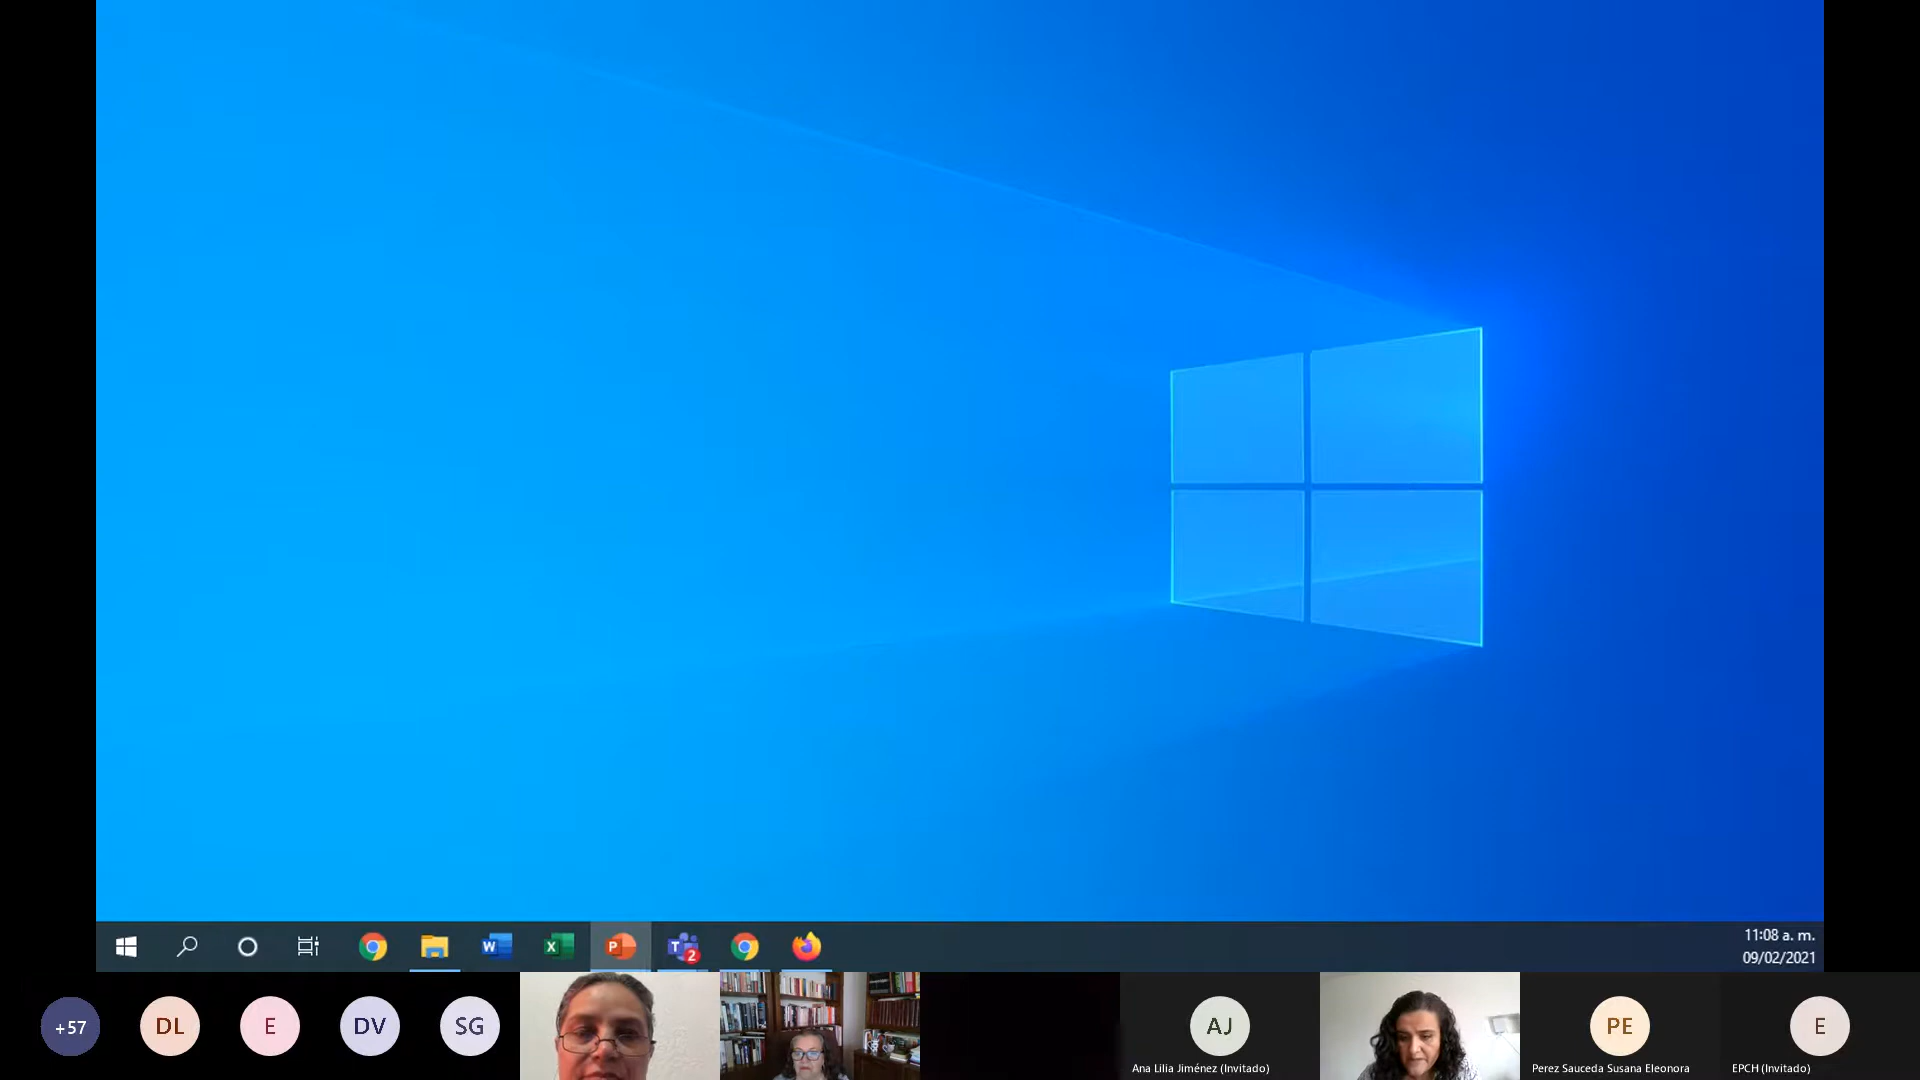 W
X
P
T
2
11:08 a. m.
09/02/2021
+57
DL
E
DV
SG
AJ
Ana Lilia Jiménez (Invitado)
PE
Perez Sauceda Susana Eleonora
E
EPCH (Invitado)